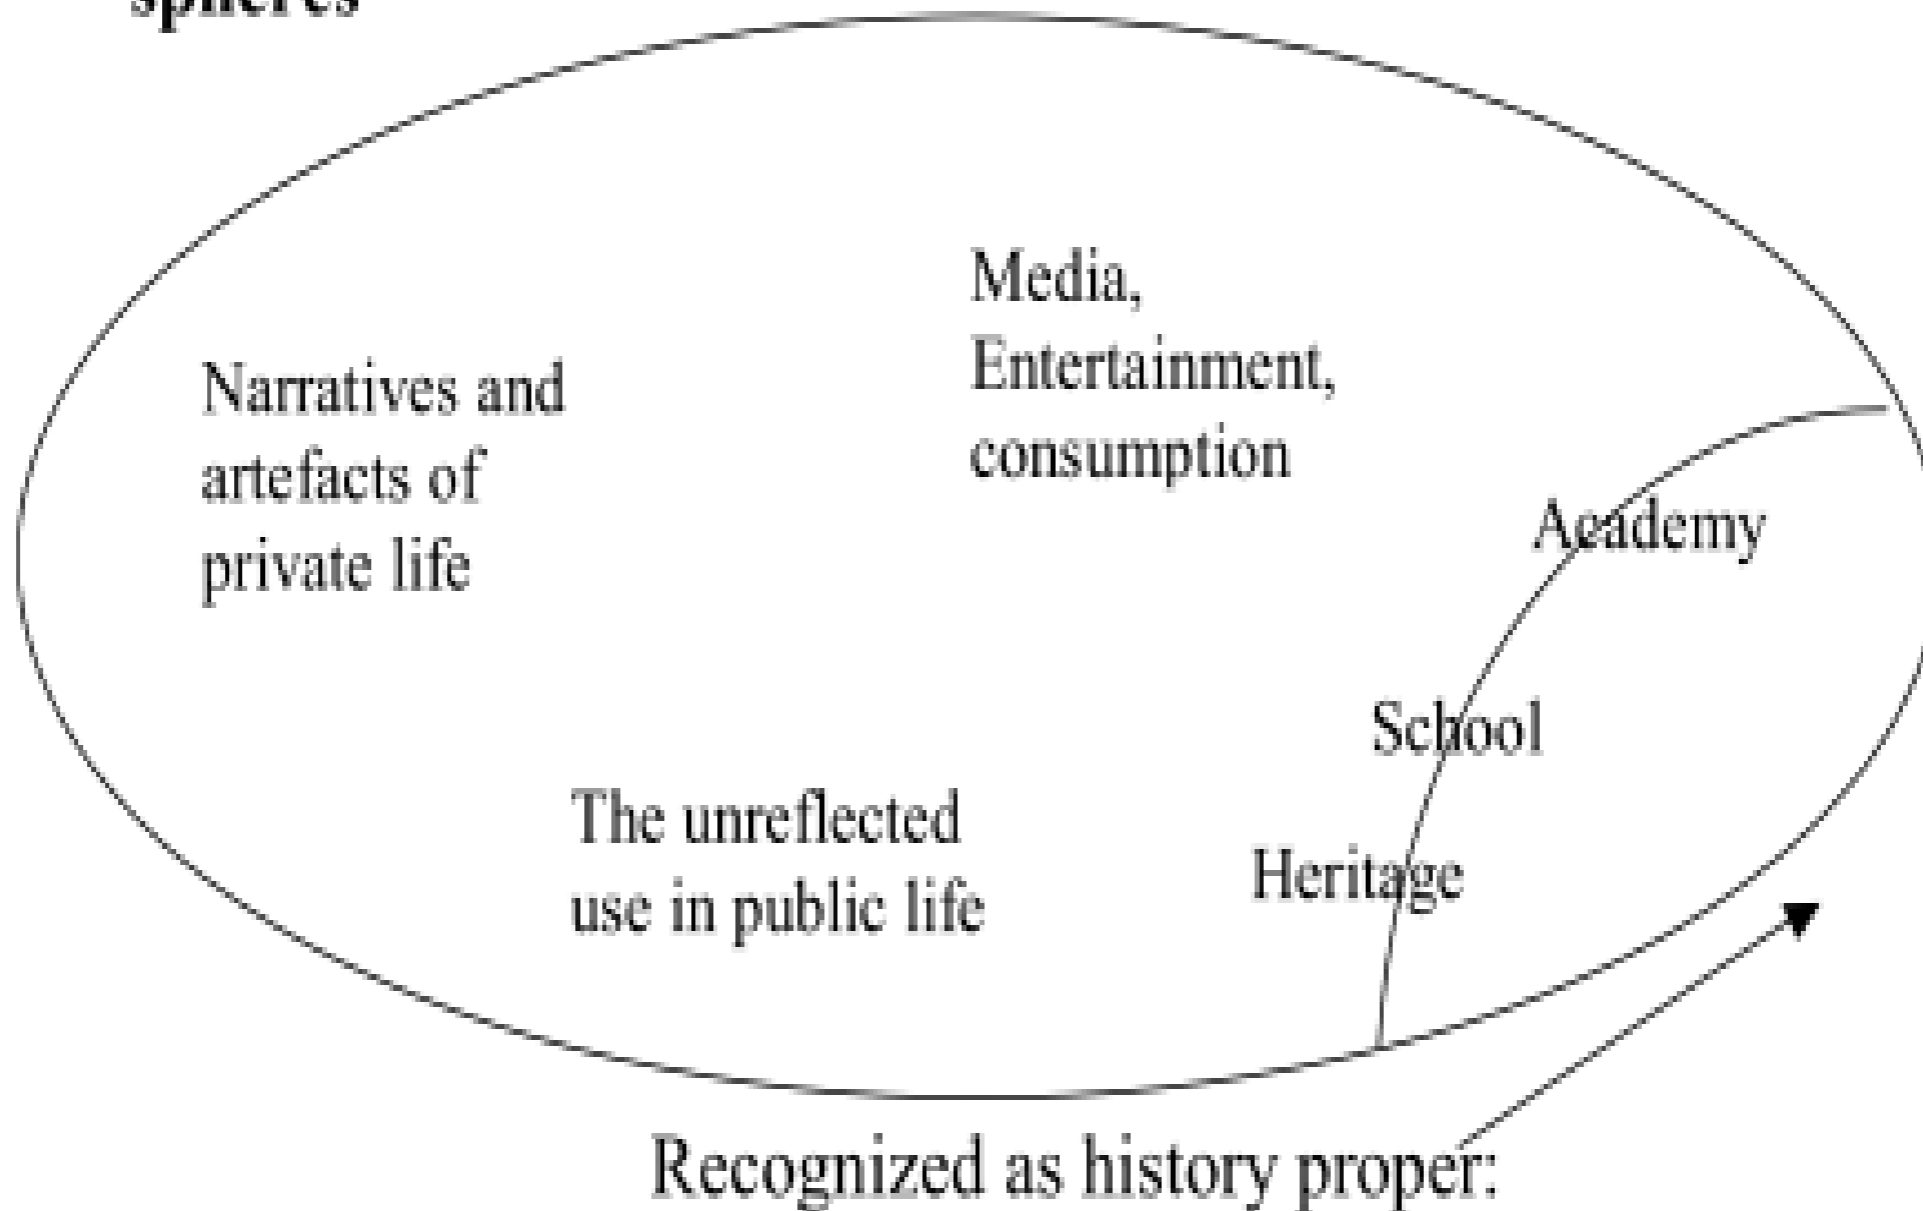 spheres
Media,
Entertainment,
consumption
Narratives and
artefacts of
private life
Academy
School
The unreflected
use in public life
Heritage
Recognized as history proper: